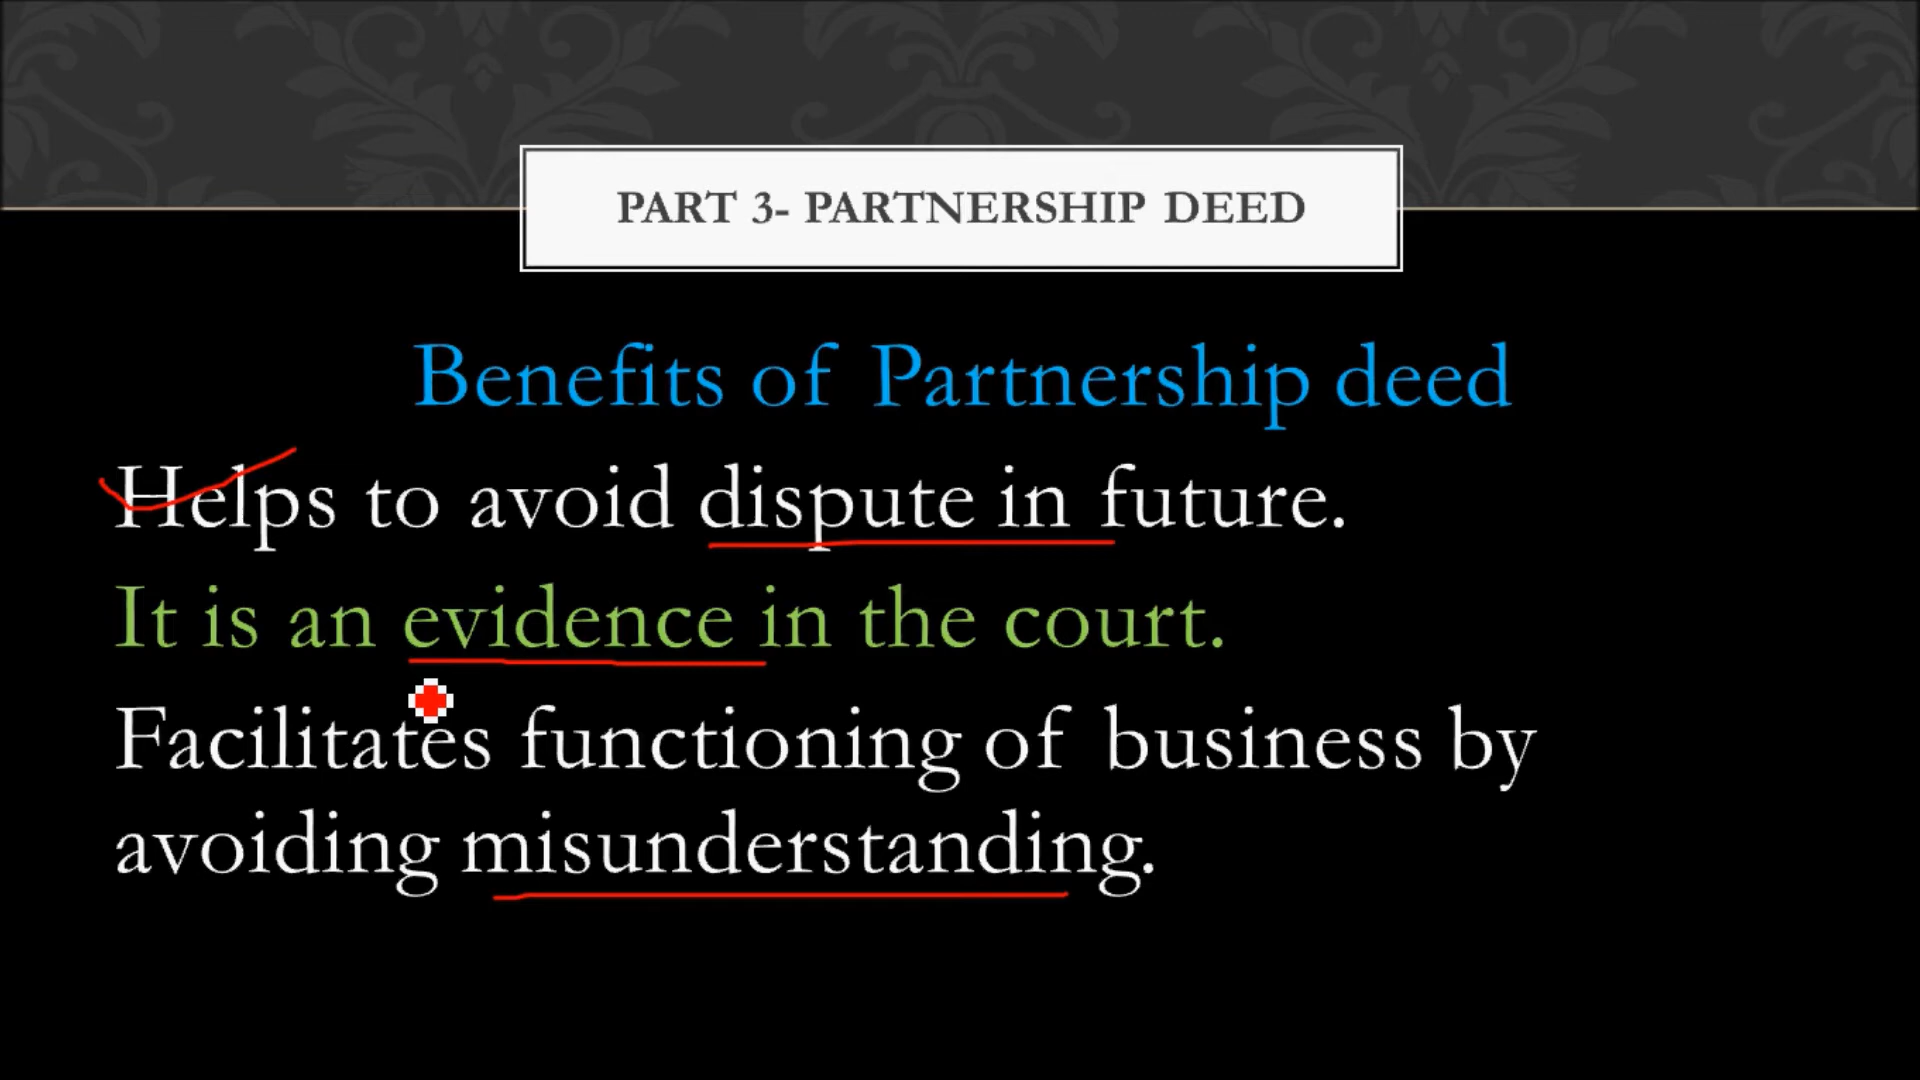 PART 3- PARTNERSHIP DEED
Benefits of Partnership deed
Helps to avoid dispute in future.
It is an evidence in the court.
Facilitates functioning of business by
avoiding misunderstanding.